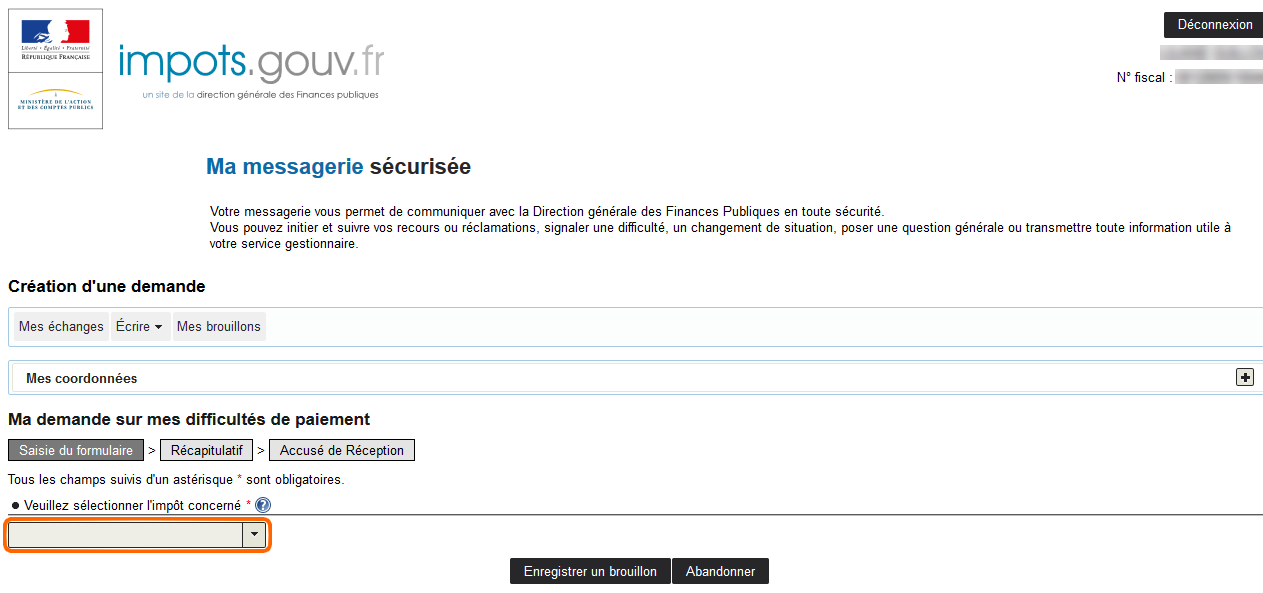 Liberté • Égalité • Fraternité
RÉPUBLIQUE FRANÇAISE
MINISTÈRE DE L'ACTION
ET DES COMPTES PUBLICS
impots.gouv.fr
un site de la direction générale des Finances publiques
Déconnexion
N° fiscal :
Ma messagerie sécurisée
Votre messagerie vous permet de communiquer avec la Direction générale des Finances Publiques en toute sécurité.
Vous pouvez initier et suivre vos recours ou réclamations, signaler une difficulté, un changement de situation, poser une question générale ou transmettre toute information utile à
votre service gestionnaire.
Création d'une demande
Mes échanges Écrire Mes brouillons
Mes coordonnées
Ma demande sur mes difficultés de paiement
Saisie du formulaire > Récapitulatif > Accusé de Réception
Tous les champs suivis d'un astérisque * sont obligatoires.
● Veuillez sélectionner l'impôt concerné * ?
Enregistrer un brouillon Abandonner